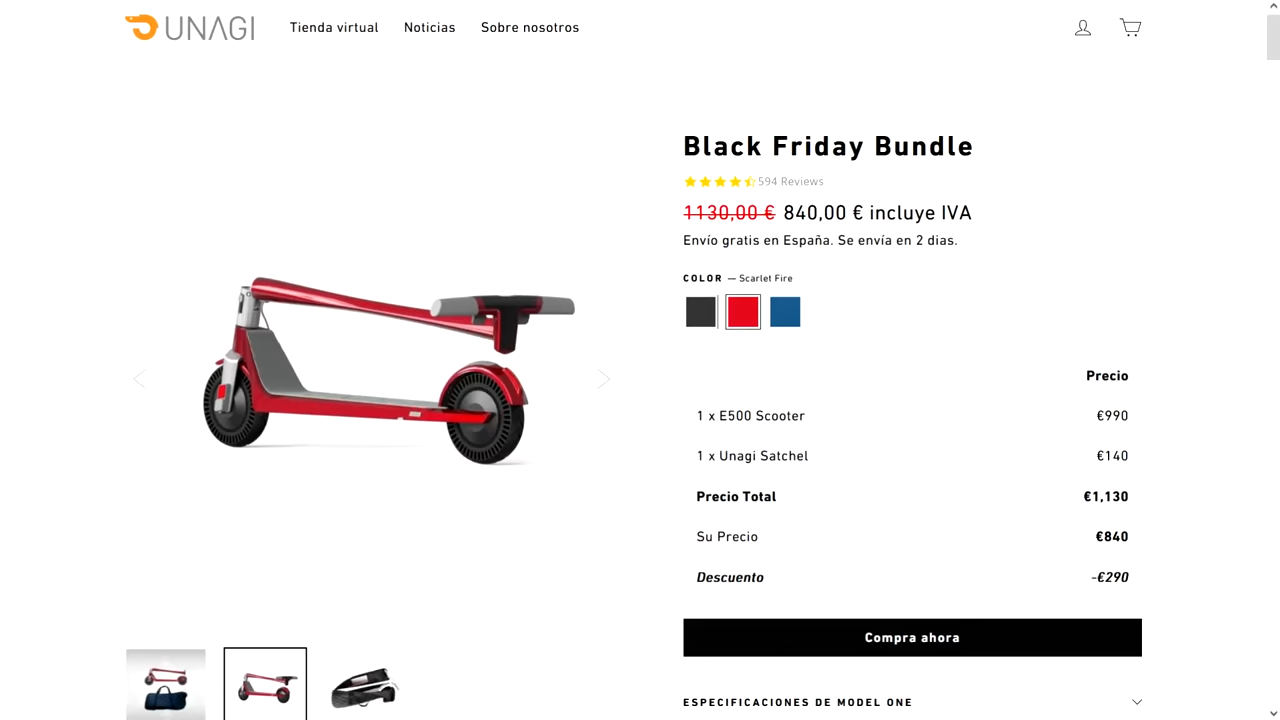 UNAGI
Tienda virtual Noticias Sobre nosotros
Black Friday Bundle
594 Reviews
1130,00 € 840,00 € incluye IVA
Envío gratis en España. Se envía en 2 dias.
COLOR — Scarlet Fire
Precio
1 x E500 Scooter €990
1 x Unagi Satchel €140
Precio Total €1,130
Su Precio €840
Descuento -€290
Compra ahora
ESPECIFICACIONES DE MODEL ONE